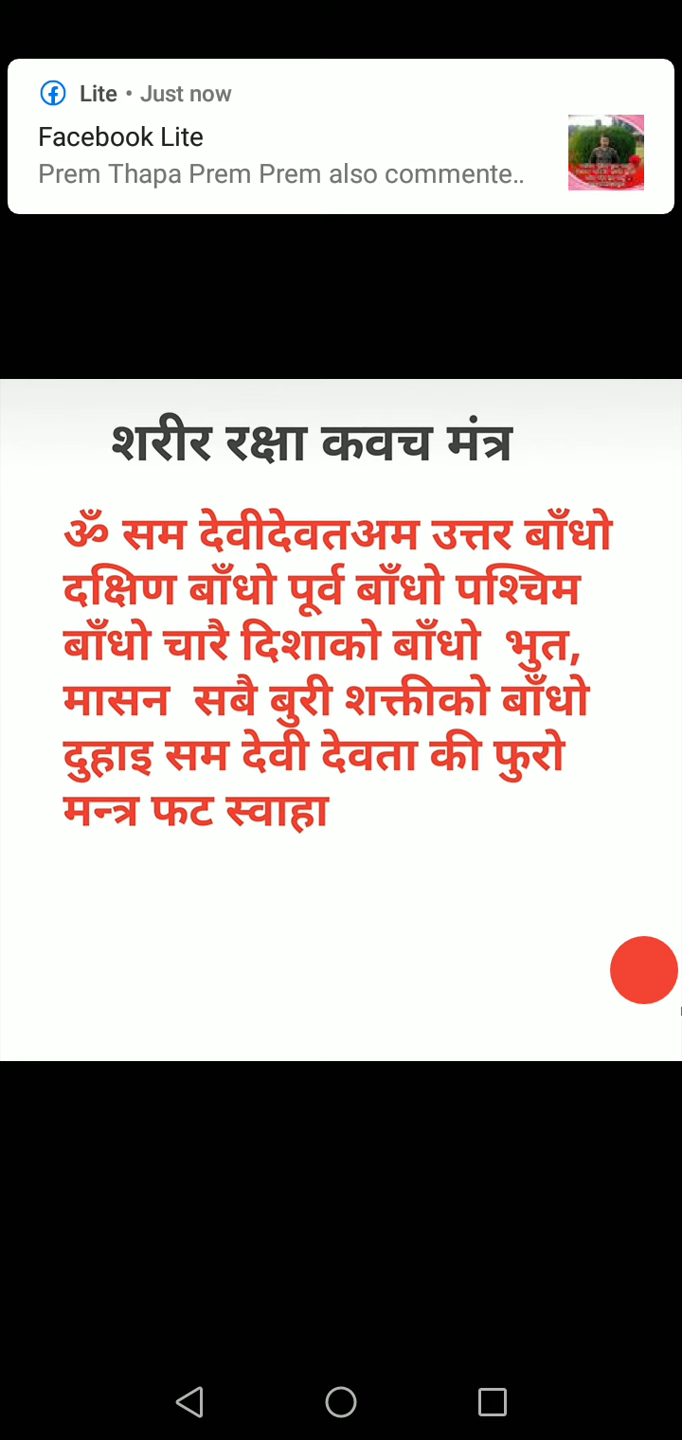 Lite • Just now
Facebook Lite
Prem Thapa Prem Prem also commente..
शरीर रक्षा कवच मंत्र
ॐ सम देवीदेवतअम उत्तर बाँधो
दक्षिण बाँधो पूर्व बाँधो पश्चिम
बाँधो चारै दिशाको बाँधो भुत,
मासन सबै बुरी शक्तीको बाँधो
दुहाइ सम देवी देवता की फुरो
मन्त्र फट स्वाहा